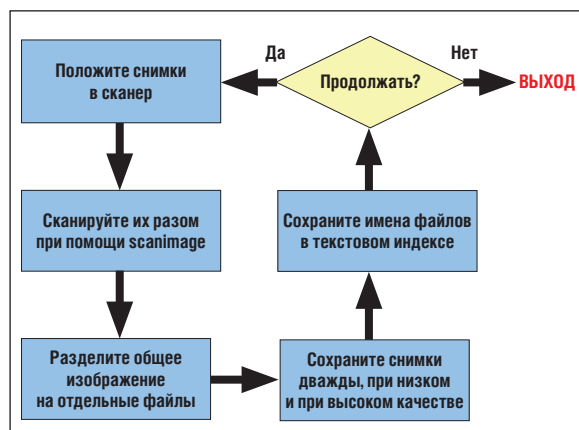 Положите снимки
в сканер
Да
Продолжать?
Нет
ВЫХОД
Сканируйте их разом
при помощи scanimage
Сохраните имена файлов
в текстовом индексе
Разделите общее
изображение
на отдельные файлы
Сохраните снимки
дважды, при низком
и при высоком качестве